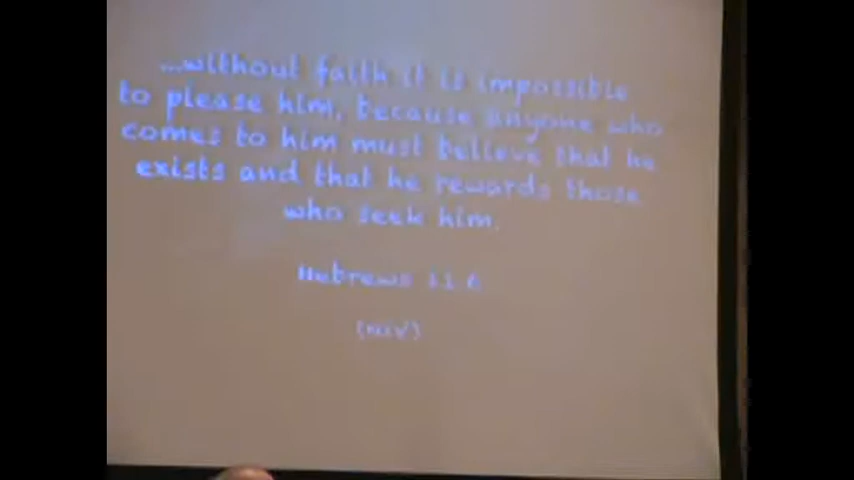 ...without faith it is impossible
to please him, because anyone who
comes to him must believe that he
exists and that he rewards those
who seek him.
Hebrews 11.6
(NIV)